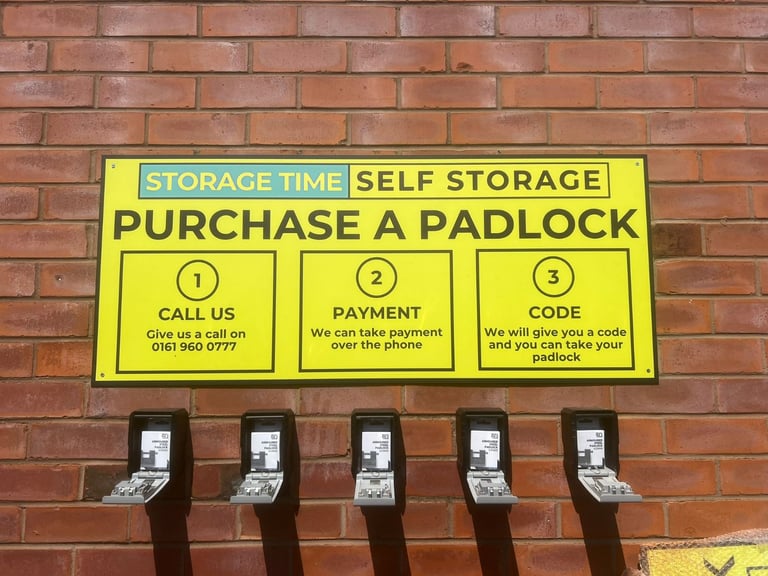 STORAGE TIME SELF STORAGE
PURCHASE A PADLOCK
1
CALL US
Give us a call on
0161 960 0777
2
PAYMENT
We can take payment
over the phone
3
CODE
We will give you a code
and you can take your
padlock